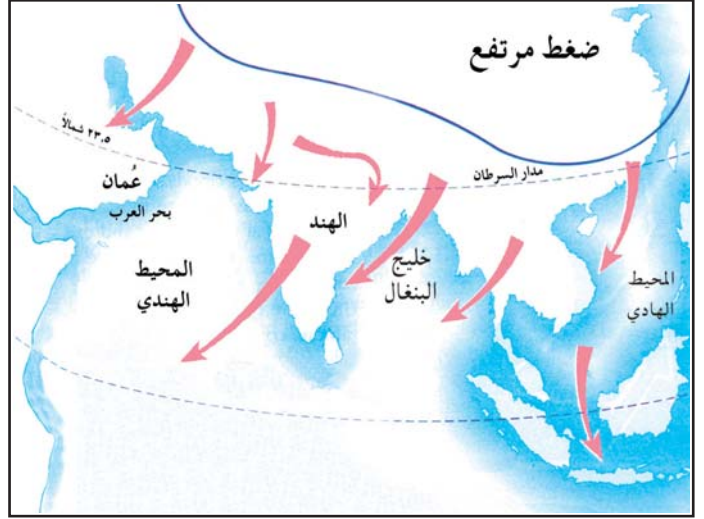 ضغط مرتفع
٢٣,٥ شمالاً
مدار السرطان
عُمان
بحر العرب
الهند
خليج
البنغال
المحيط
الهندي
المحيط
الهادي